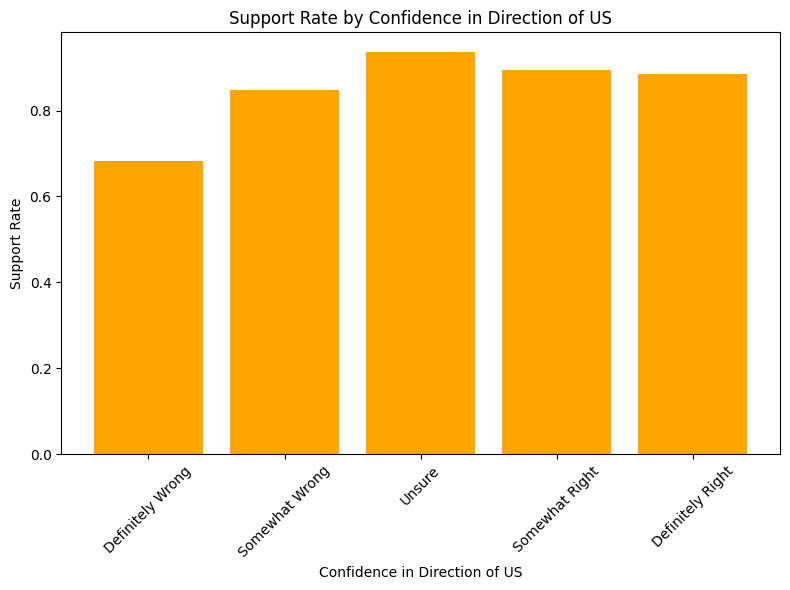 Support Rate by Confidence in Direction of US
Support Rate
0.8
0.6
0.4
0.2
0.0
Definitely Wrong
Somewhat Wrong
Unsure
Somewhat Right
Definitely Right
Confidence in Direction of US